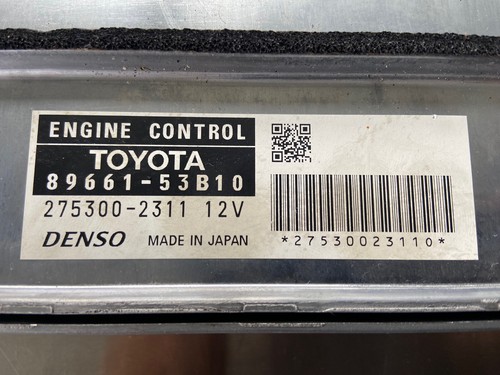 ENGINE CONTROL
TOYOTA
89661-53B10
275300-2311 12V
DENSO MADE IN JAPAN
*27530023110*